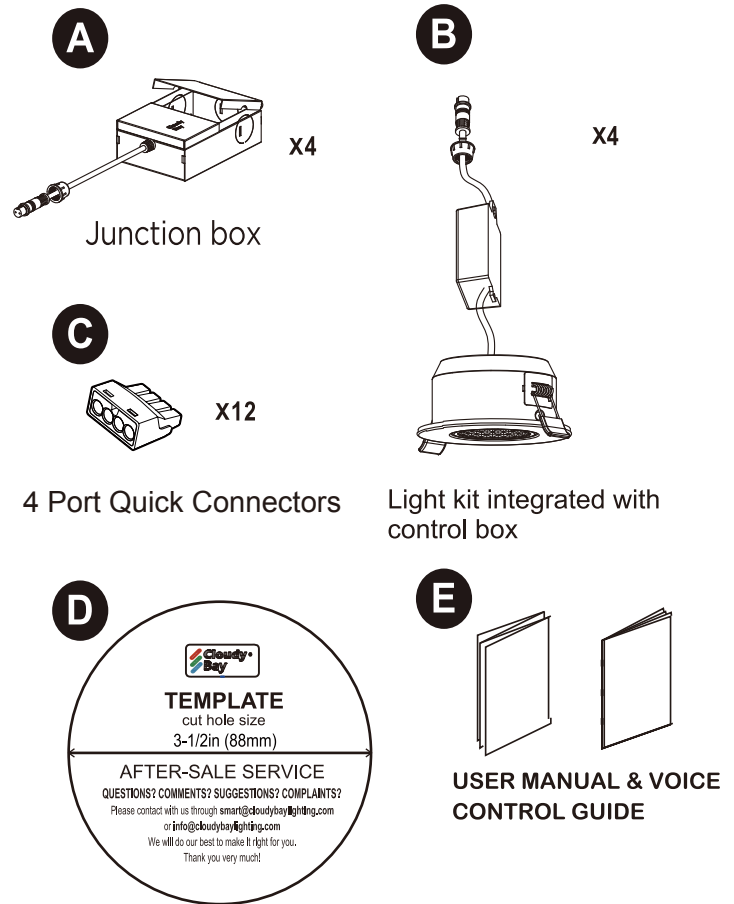 A
X4
Junction box
B
X4
C
X12
4 Port Quick Connectors
Light kit integrated with
control box
D
Cloudy
Bay
TEMPLATE
cut hole size
3-1/2in (88mm)
AFTER-SALE SERVICE
QUESTIONS? COMMENTS? SUGGESTIONS? COMPLAINTS?
Please contact with us through smart@cloudybaylighting.com
or info@cloudybaylighting.com
We will do our best to make it right for you.
Thank you very much!
E
USER MANUAL & VOICE
CONTROL GUIDE